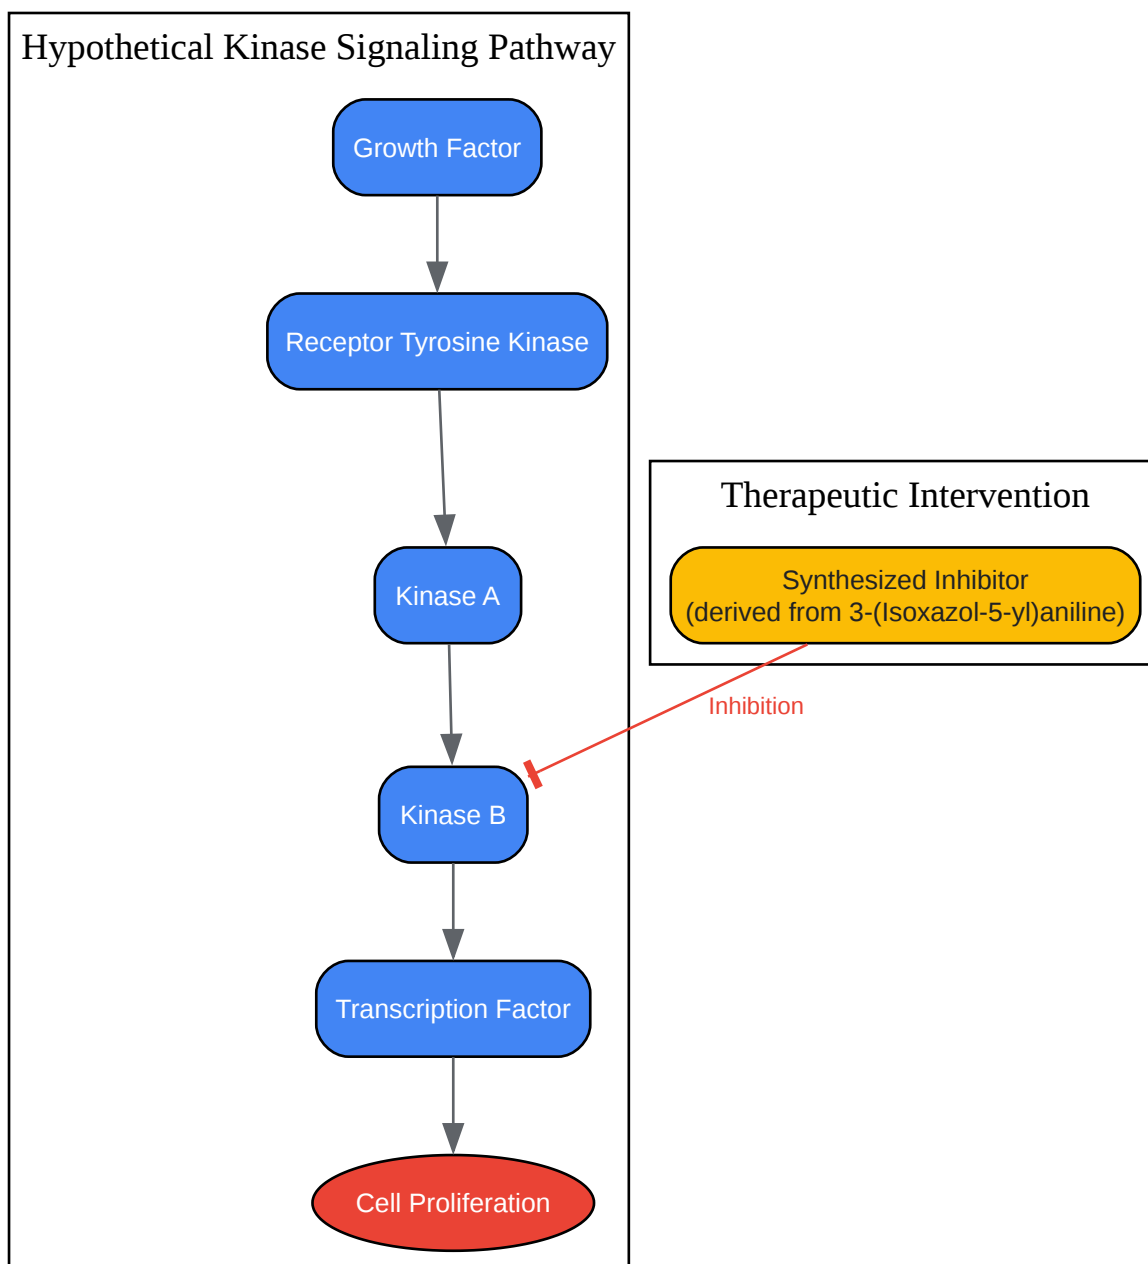 Hypothetical Kinase Signaling Pathway
Growth Factor
Receptor Tyrosine Kinase
Therapeutic Intervention
Synthesized Inhibitor
(derived from 3-(Isoxazol-5-yl)aniline)
Kinase A
Inhibition
Kinase B
Transcription Factor
Cell Proliferation